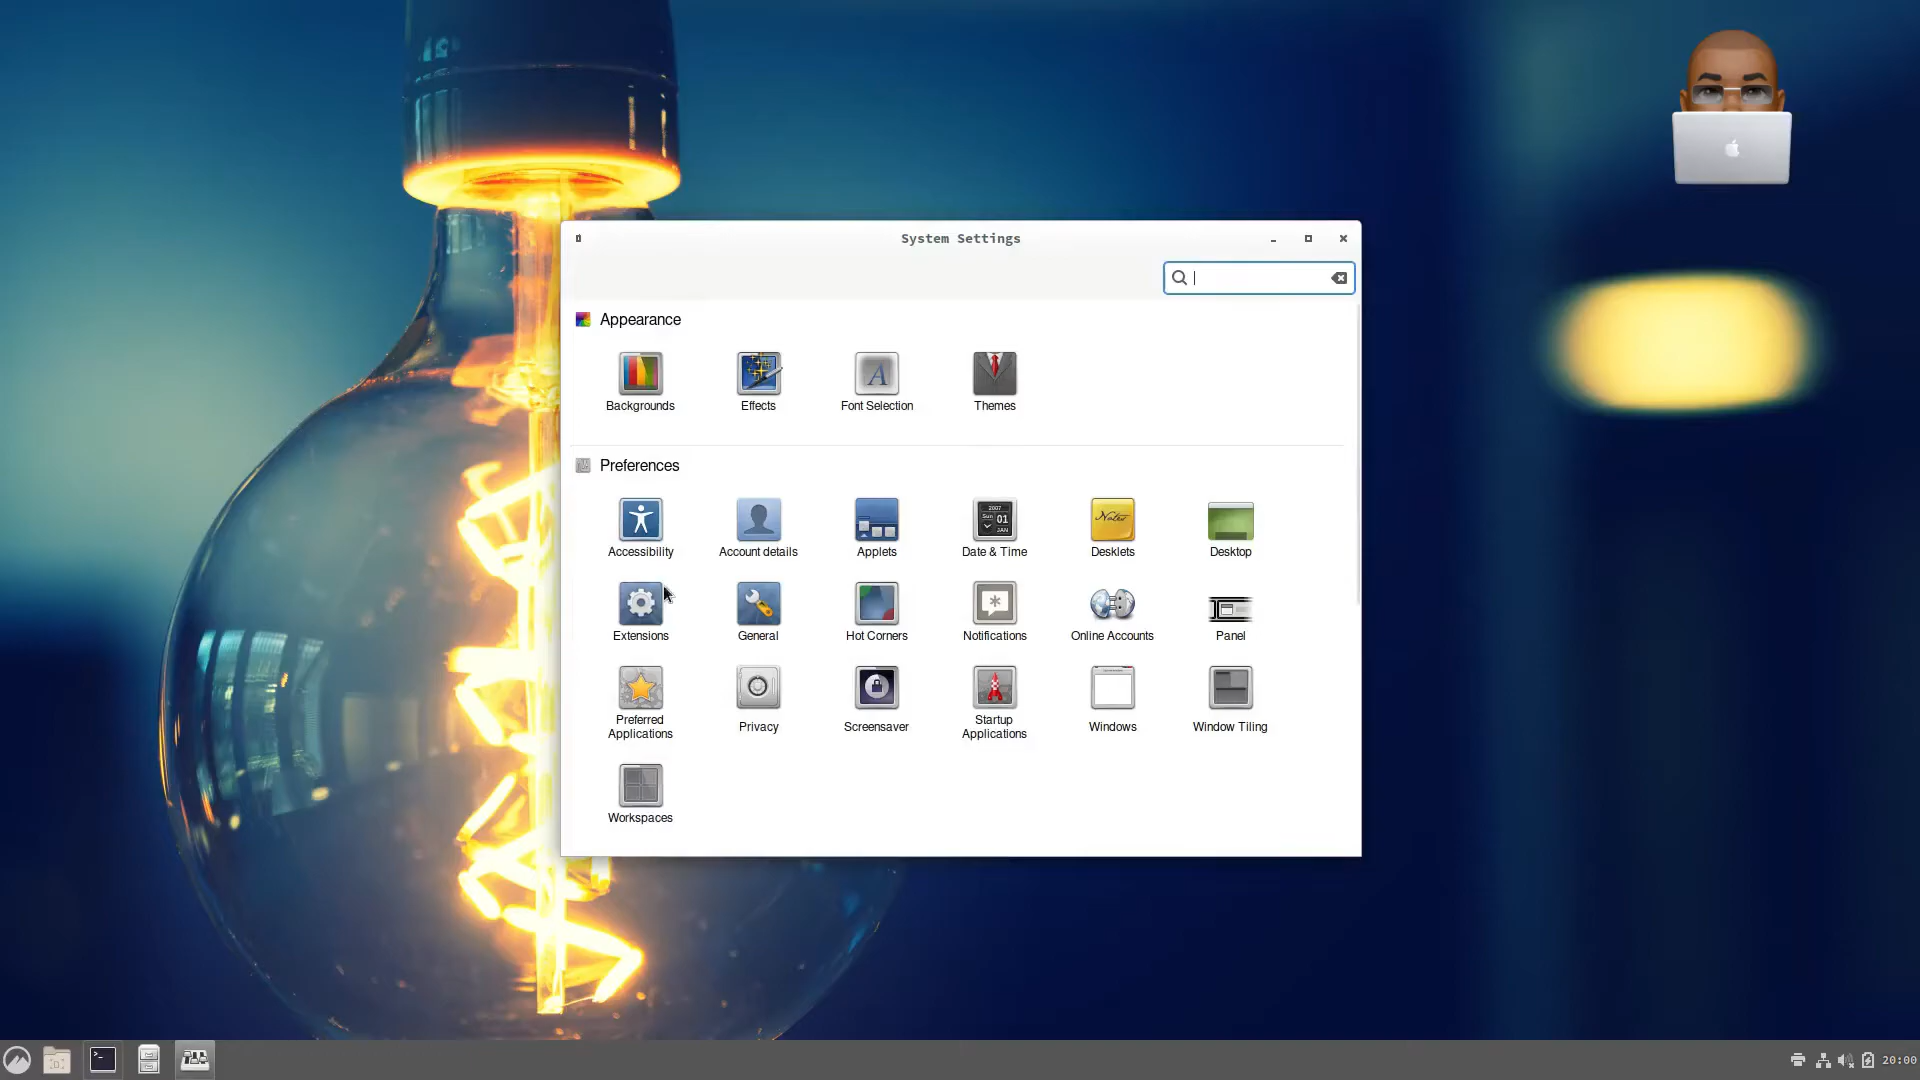 System Settings
Appearance
Backgrounds
Effects
Font Selection
Themes
Preferences
Accessibility
Account details
Applets
Date & Time
Desklets
Desktop
Extensions
General
Hot Corners
Notifications
Online Accounts
Panel
Preferred
Applications
Privacy
Screensaver
Startup
Applications
Windows
Window Tiling
Workspaces
20:00